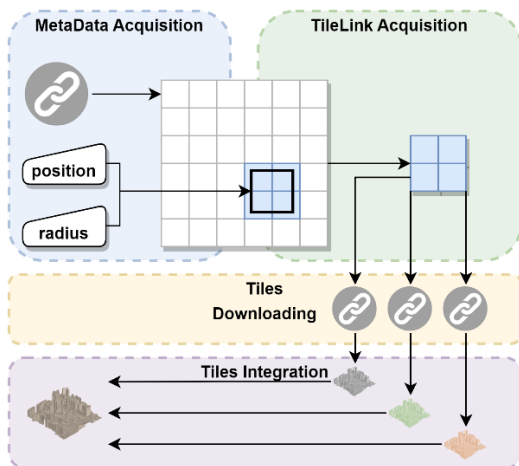 MetaData Acquisition
TileLink Acquisition
position
radius
Tiles
Downloading
Tiles Integration